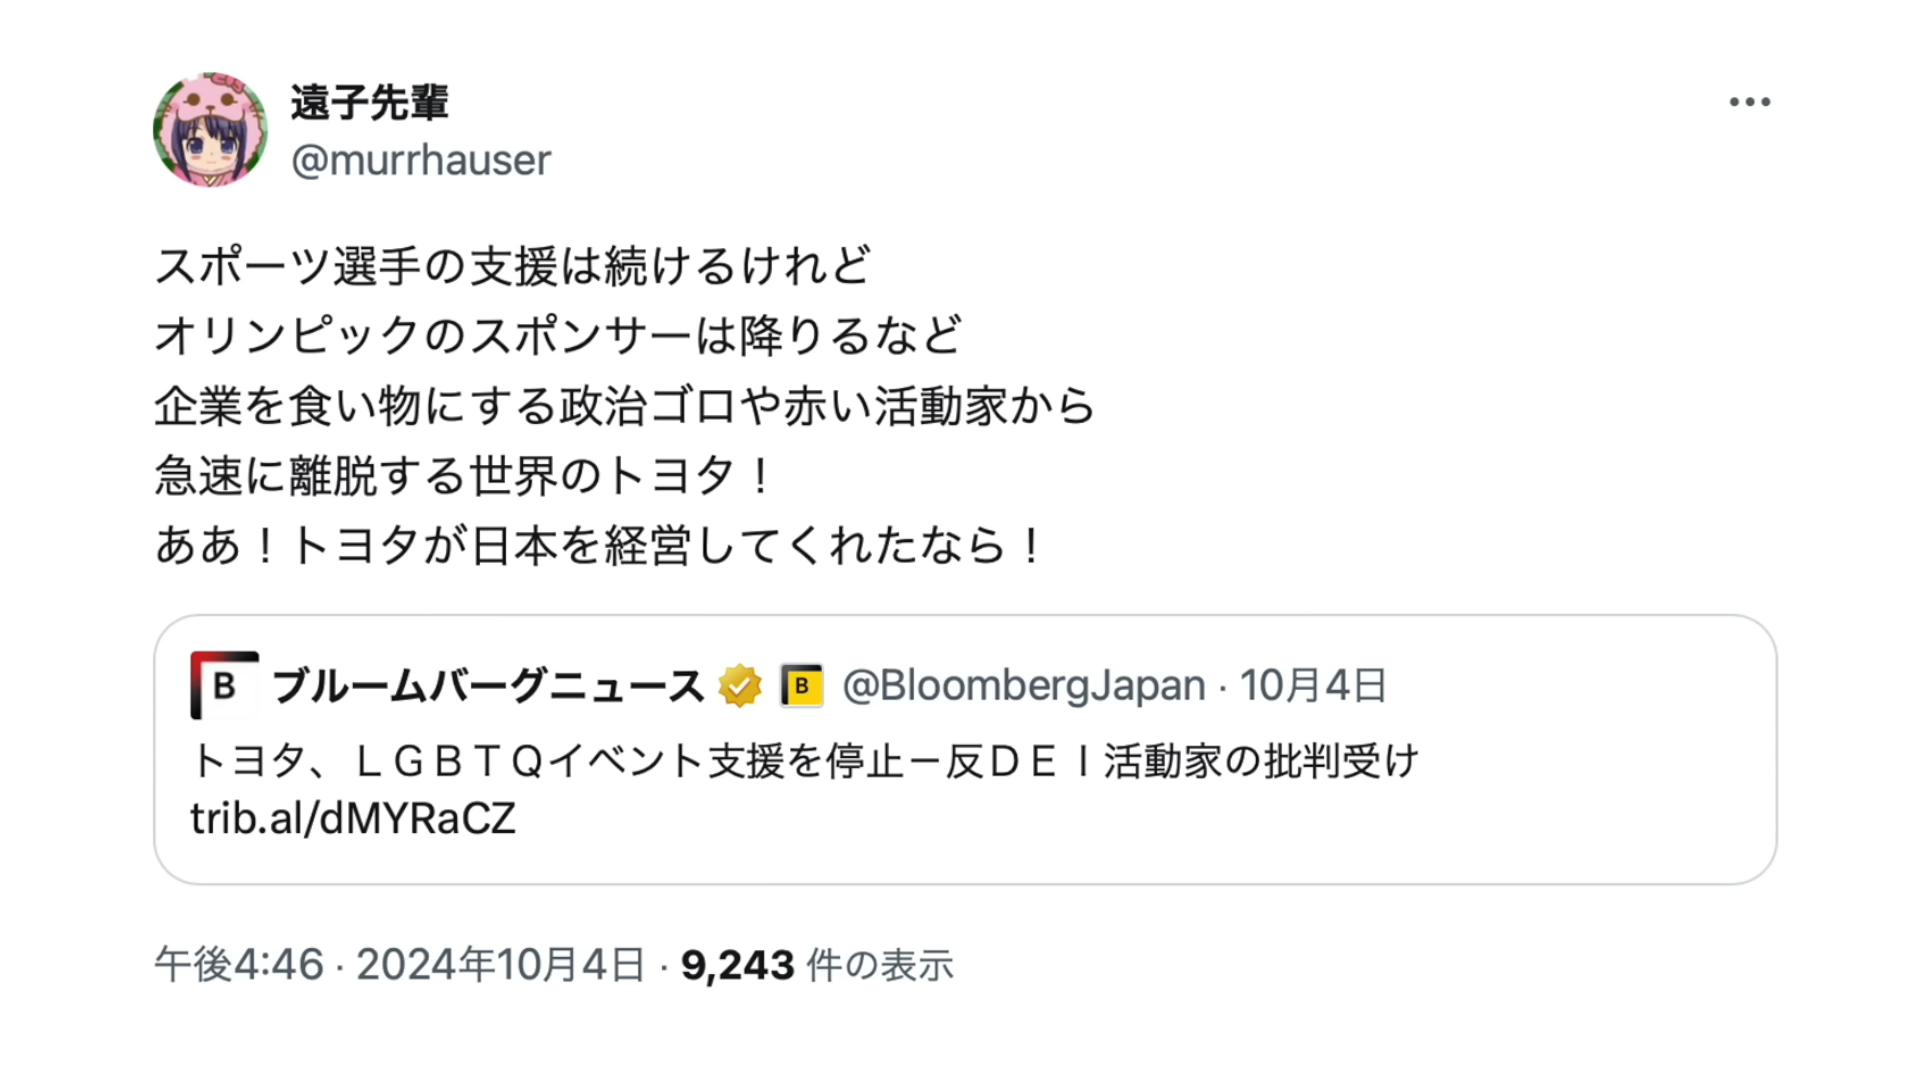 遠子先輩
@murrhauser
スポーツ選手の支援は続けるけれど
オリンピックのスポンサーは降りるなど
企業を食い物にする政治ゴロや赤い活動家から
急速に離脱する世界のトヨタ！
ああ！トヨタが日本を経営してくれたなら！
B ブルームバーグニュース B @BloombergJapan · 10月4日
トヨタ、ＬＧＢＴＱイベント支援を停止－反ＤＥＩ活動家の批判受け
trib.al/dMYRaCZ
午後4:46 · 2024年10月4日 · 9,243 件の表示